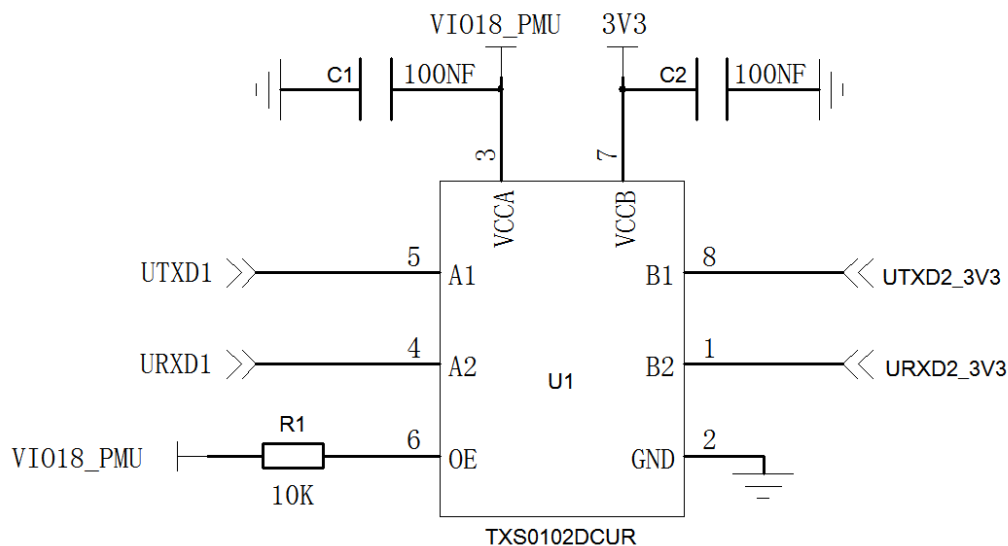 VIO18_PMU 3V3
C1 100NF C2 100NF
3 7
VCCA VCCB
UTXD1 5 A1 B1 8 UTXD2_3V3
URXD1 4 A2 B2 1 URXD2_3V3
U1
R1
VIO18_PMU 6 OE GND 2
10K
TXS0102DCUR